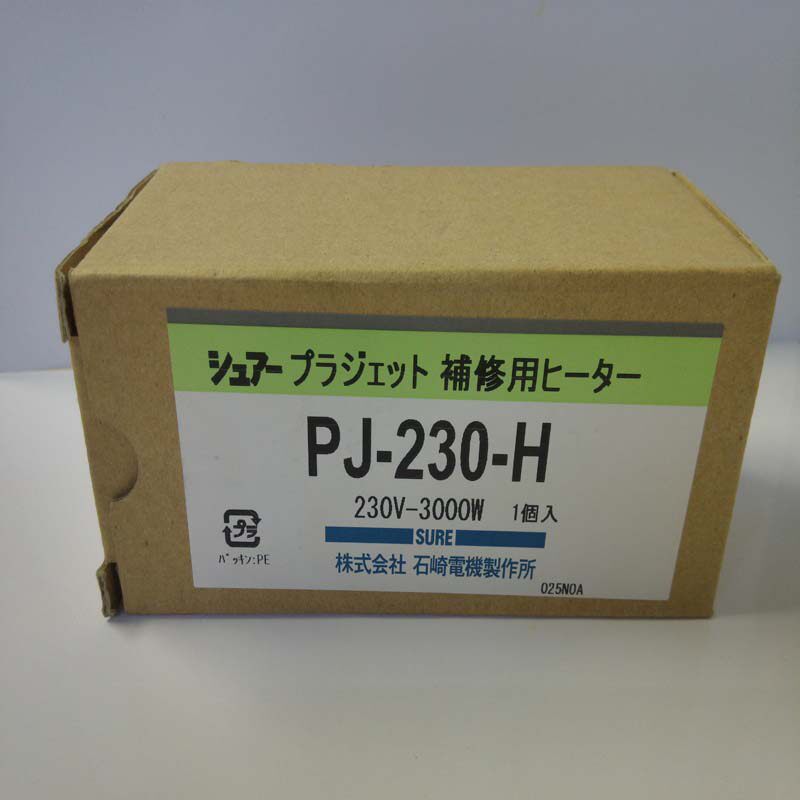 シュアー プラジェット 補修用ヒーター
PJ-230-H
230V-3000W 1個入
プラ
パッキン:PE
SURE
株式会社 石崎電機製作所
025N0A